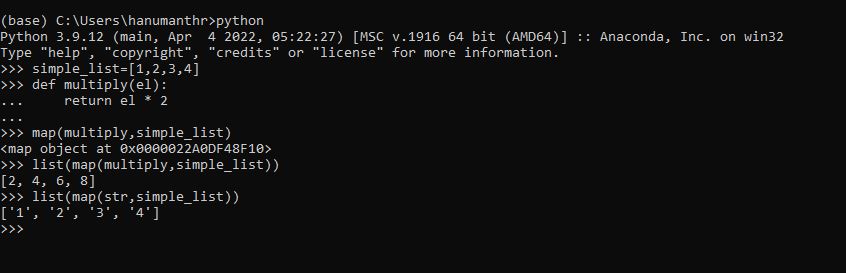 (base) C:\Users\hanumanthr>python
Python 3.9.12 (main, Apr  4 2022, 05:22:27) [MSC v.1916 64 bit (AMD64)] :: Anaconda, Inc. on win32
Type "help", "copyright", "credits" or "license" for more information.
>>> simple_list=[1,2,3,4]
>>> def multiply(el):
...     return el * 2
...
>>> map(multiply,simple_list)
<map object at 0x0000022A0DF48F10>
>>> list(map(multiply,simple_list))
[2, 4, 6, 8]
>>> list(map(str,simple_list))
['1', '2', '3', '4']
>>>